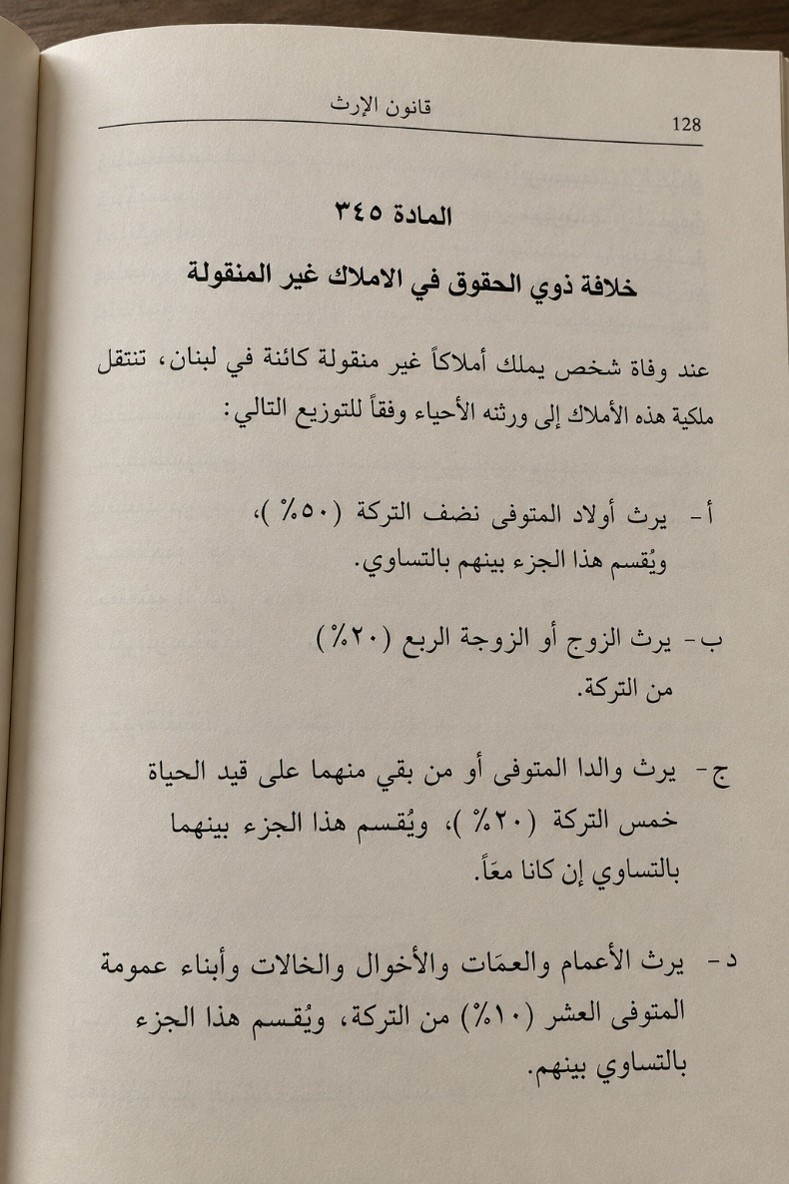 قانون الإرث
128
المادة ٣٤٥
خلافة ذوي الحقوق في الاملاك غير المنقولة
عند وفاة شخص يملك أملاكاً غير منقولة كائنة في لبنان، تنتقل
ملكية هذه الأملاك إلى ورثته الأحياء وفقاً للتوزيع التالي:
أ- يرث أولاد المتوفى نضف التركة (٥٠٪)،
ويُقسم هذا الجزء بينهم بالتساوي.
ب- يرث الزوج أو الزوجة الربع (٢٠٪)
من التركة.
ج- يرث والدا المتوفى أو من بقي منهما على قيد الحياة
خمس التركة (٢٠٪)، ويُقسم هذا الجزء بينهما
بالتساوي إن كانا معَاً.
د- يرث الأعمام والعمَات والأخوال والخالات وأبناء عمومة
المتوفى العشر (١٠٪) من التركة، ويُقسم هذا الجزء
بالتساوي بينهم.